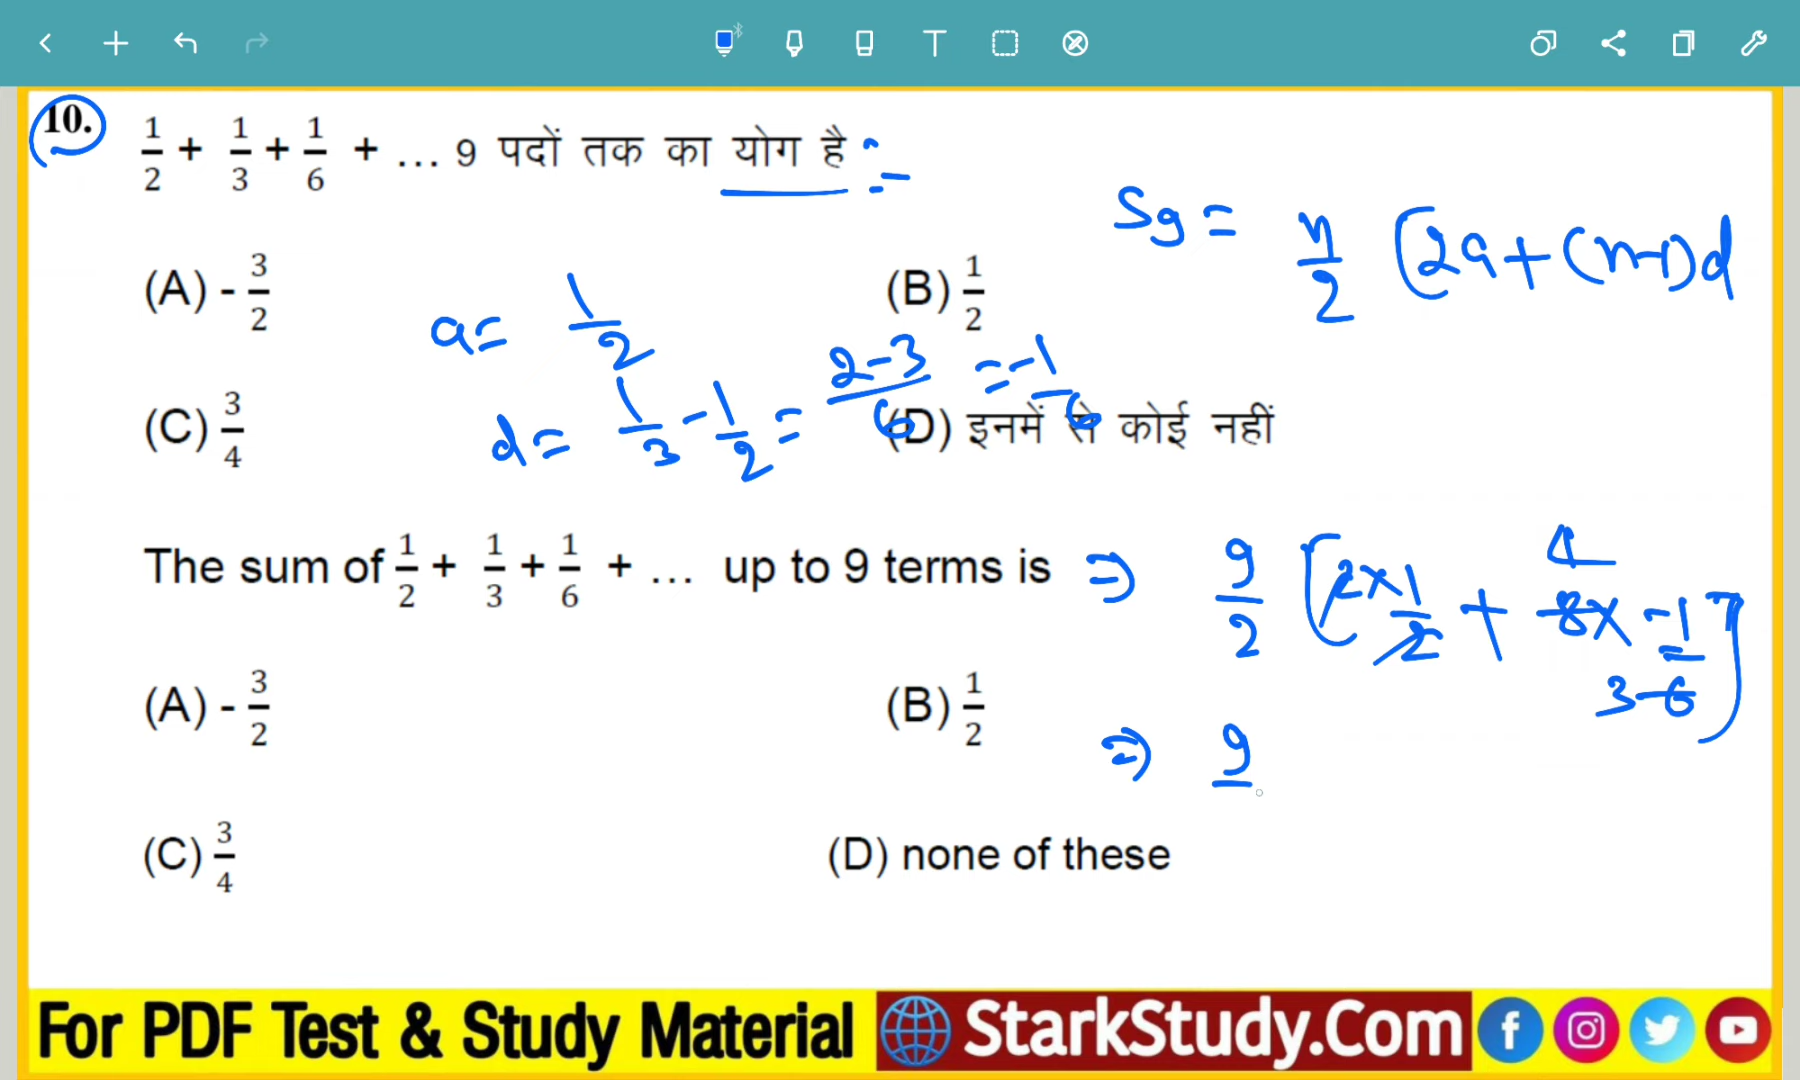 10. 1/2 + 1/3 + 1/6 + ... 9 पदों तक का योग है :-
(A) - 3/2 (B) 1/2
(C) 3/4 (D) इनमें से कोई नहीं
a = 1/2
d = 1/3 - 1/2 = 2-3/6 = -1/6
S9 = n/2 [2a + (n-1)d
The sum of 1/2 + 1/3 + 1/6 + ... up to 9 terms is
⇒ 9/2 [2×1/2 + 8× -1/6]
4
3
(A) - 3/2 (B) 1/2
⇒ 9
(C) 3/4 (D) none of these
For PDF Test & Study Material StarkStudy.Com